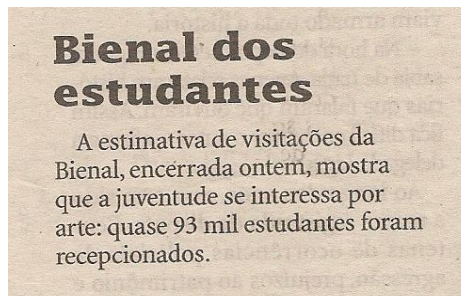 Bienal dos
estudantes
A estimativa de visitações da
Bienal, encerrada ontem, mostra
que a juventude se interessa por
arte: quase 93 mil estudantes foram
recepcionados.